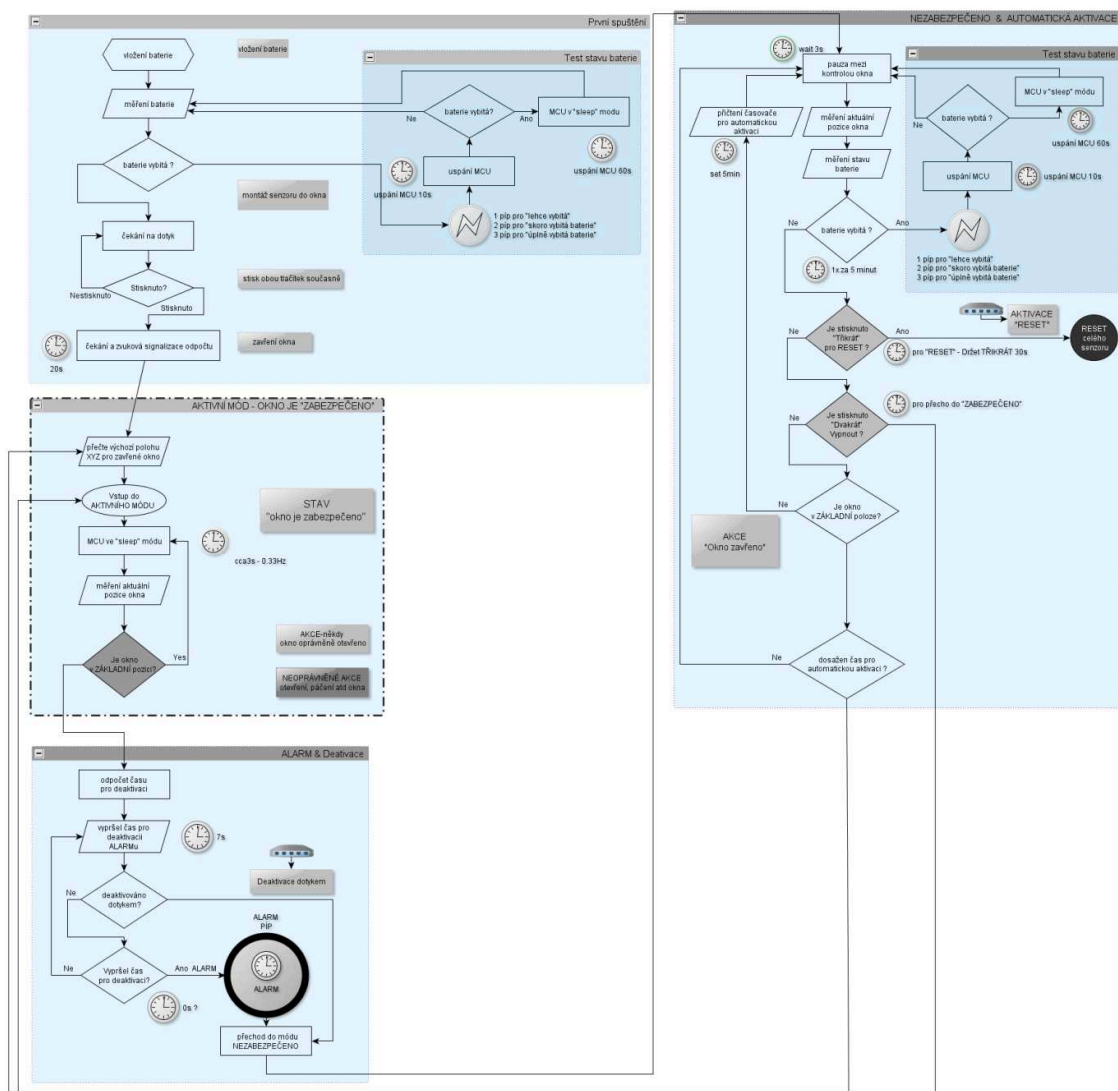 První spuštění
vložení baterie
vložení baterie
Test stavu baterie
měření baterie
baterie vybitá?
Ne
Ano
MCU v "sleep" módu
uspání MCU 60s
baterie vybitá ?
uspání MCU
uspání MCU 10s
montáž senzoru do okna
1 píp pro "lehce vybitá"
2 píp pro "skoro vybitá baterie"
3 píp pro "úplně vybitá baterie"
čekání na dotyk
stisk obou tlačítek současně
Stisknuto?
Nestisknuto
Stisknuto
čekání a zvuková signalizace odpočtu
zavření okna
20s
AKTIVNÍ MÓD - OKNO JE "ZABEZPEČENO"
přečte výchozí polohu
XYZ pro zavřené okno
Vstup do
AKTIVNÍHO MÓDU
STAV
"okno je zabezpečeno"
MCU ve "sleep" módu
cca3s - 0.33Hz
měření aktuální
pozice okna
AKCE-někdy
okno oprávněně otevřeno
Je okno
v ZÁKLADNÍ pozici?
Yes
NEOPRÁVNĚNÉ AKCE
otevření, páčení atd okna
ALARM & Deativace
odpočet času
pro deaktivaci
vypršel čas pro
deaktivaci
ALARMu
7s
Deaktivace dotykem
deaktivováno
dotykem?
Ne
ALARM
PÍP
Vypršel čas
pro deaktivaci?
Ne
Ano ALARM
ALARM
0s ?
přechod do módu
NEZABEZPEČENO
NEZABEZPEČENO & AUTOMATICKÁ AKTIVACE
wait 3s
pauza mezi
kontrolou okna
Test stavu baterie
MCU v "sleep" módu
přičtení časovače
pro automatickou
aktivaci
měření aktuální
pozice okna
baterie vybitá ?
Ne
Ano
uspání MCU 60s
set 5min
měření stavu
baterie
uspání MCU
uspání MCU 10s
Ne
Ano
baterie vybitá ?
1x za 5 minut
1 píp pro "lehce vybitá"
2 píp pro "skoro vybitá baterie"
3 píp pro "úplně vybitá baterie"
AKTIVACE
"RESET"
Je stisknuto
"Třikrát"
pro RESET ?
Ne
Ano
RESET
celého
senzoru
pro "RESET" - Držet TŘIKRÁT 30s
pro přecho do "ZABEZPEČENO"
Je stisknuto
"Dvakrát"
Vypnout ?
Ne
Je okno
v ZÁKLADNÍ poloze?
Ne
AKCE
"Okno zavřeno"
dosažen čas pro
automatickou aktivaci ?
Ne